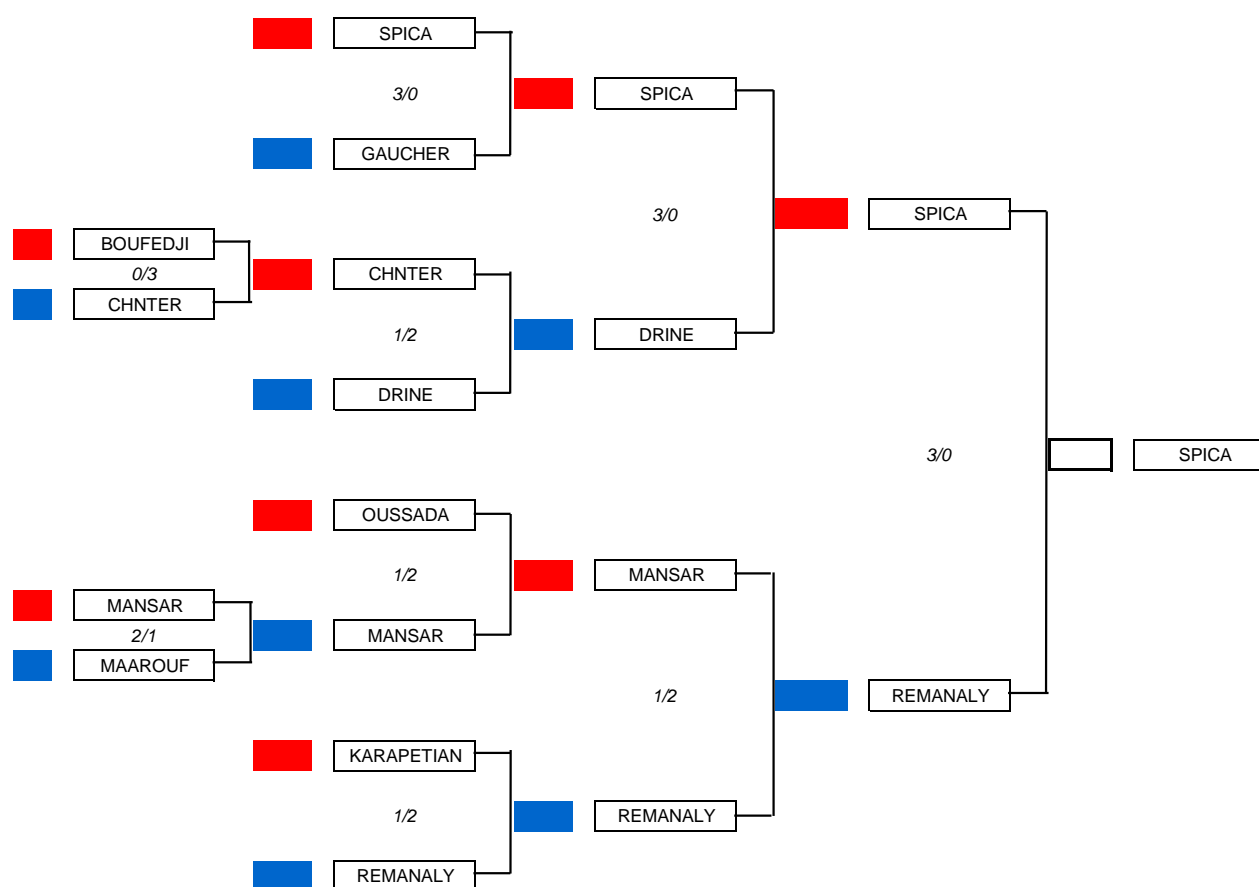 SPICA
3/0
SPICA
GAUCHER
3/0
SPICA
BOUFEDJI
0/3
CHNTER
CHNTER
1/2
DRINE
DRINE
3/0
SPICA
OUSSADA
1/2
MANSAR
MANSAR
2/1
MAAROUF
MANSAR
1/2
REMANALY
KARAPETIAN
1/2
REMANALY
REMANALY